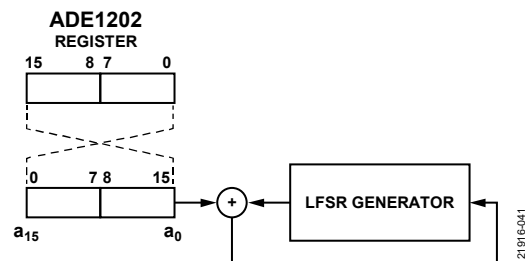 ADE1202
REGISTER
15 8 7 0
0 7 8 15
+
LFSR GENERATOR
a15 a0
21916-041